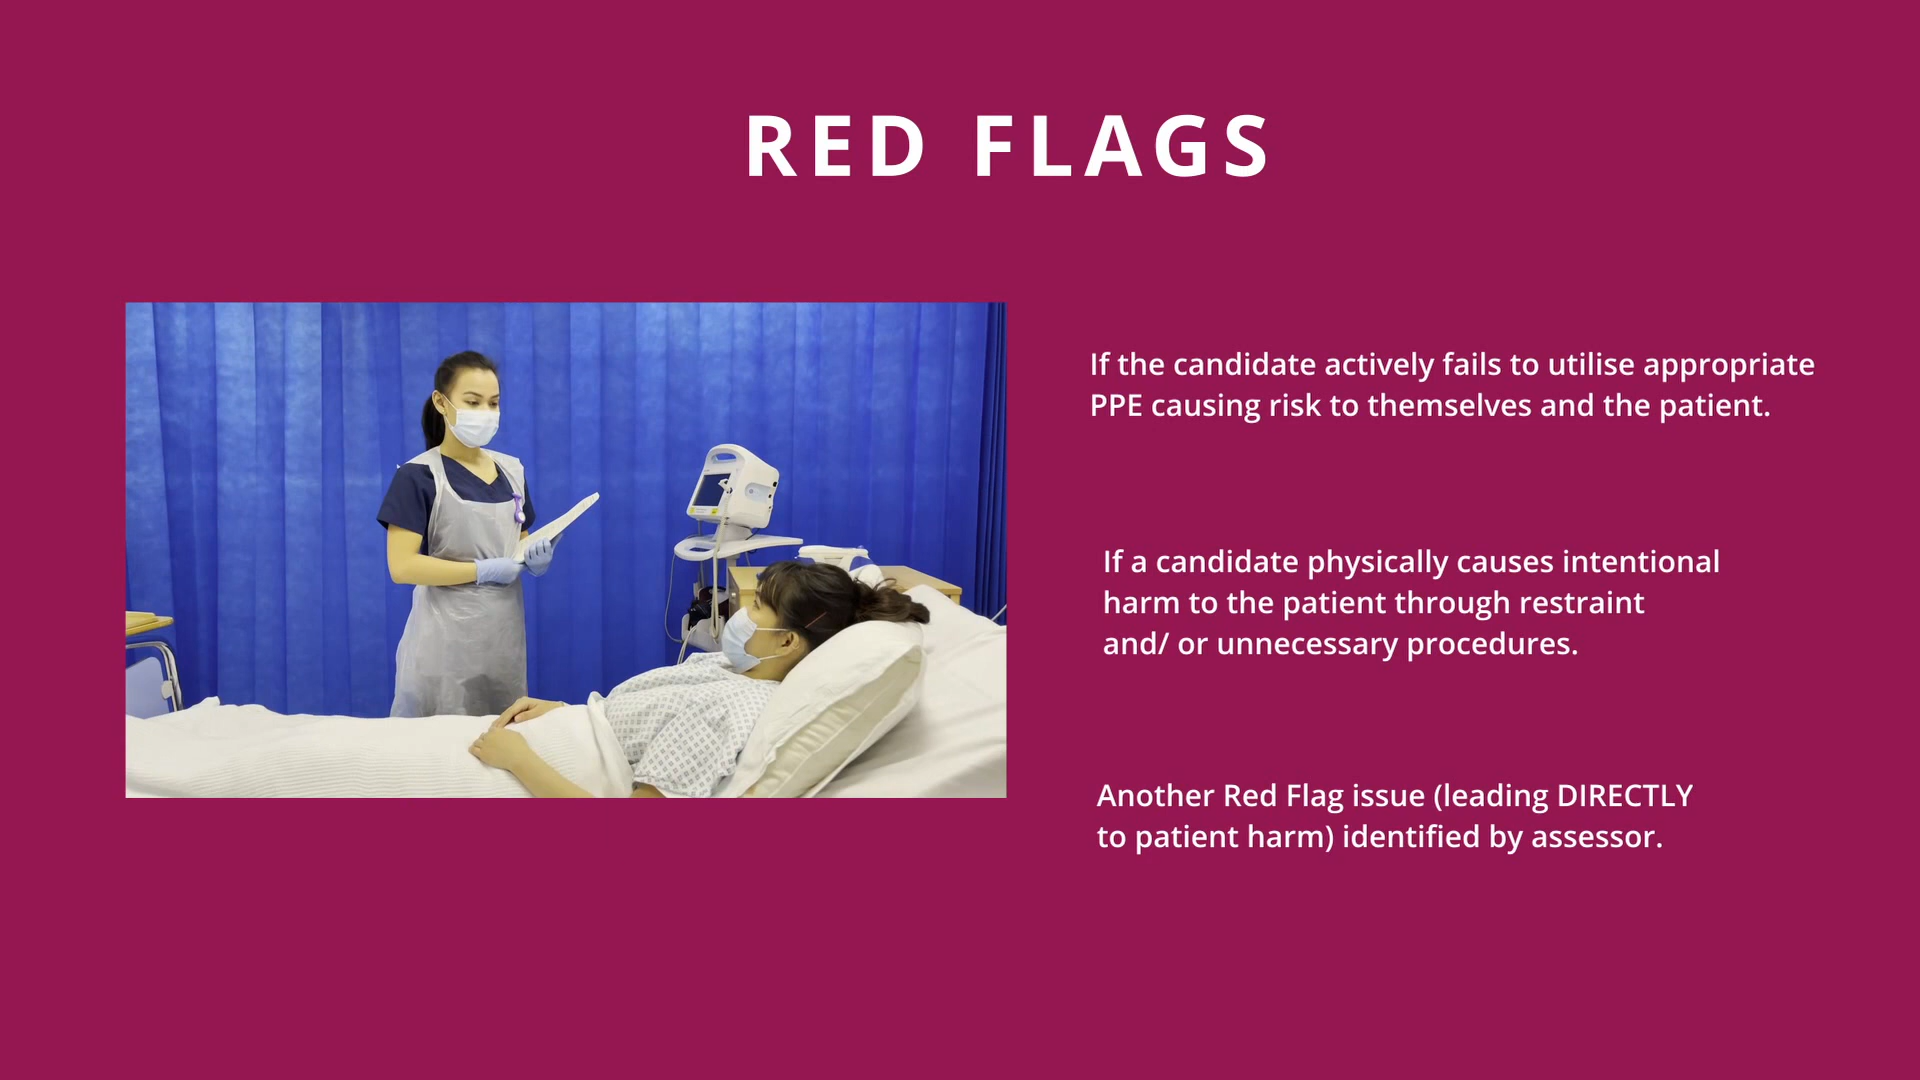 RED FLAGS
If the candidate actively fails to utilise appropriate
PPE causing risk to themselves and the patient.
If a candidate physically causes intentional
harm to the patient through restraint
and/ or unnecessary procedures.
Another Red Flag issue (leading DIRECTLY
to patient harm) identified by assessor.